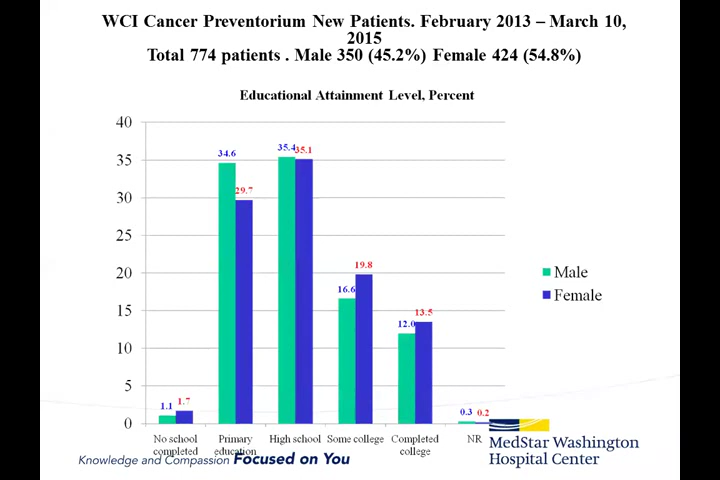 WCI Cancer Preventorium New Patients. February 2013 – March 10,
2015
Total 774 patients . Male 350 (45.2%) Female 424 (54.8%)
Educational Attainment Level, Percent
40
35
30
25
20
15
10
5
0
1.1
1.7
34.6
29.7
35.4
35.1
16.6
19.8
12.0
13.5
0.3
0.2
No school
completed
Primary
education
High school
Some college
Completed
college
NR
Male
Female
Knowledge and Compassion Focused on You
MedStar Washington
Hospital Center